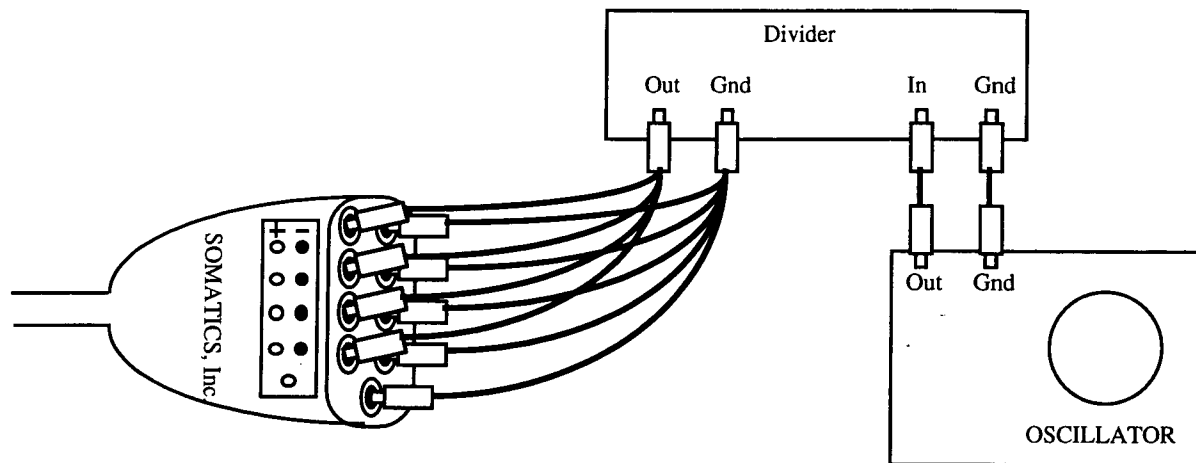 Divider
Out Gnd In Gnd
+ −
SOMATICS, Inc
Out Gnd
OSCILLATOR